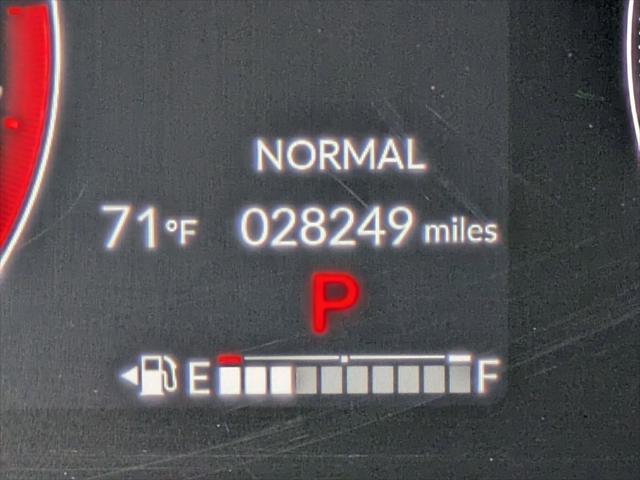 NORMAL
71°F 028249 miles
P
E F